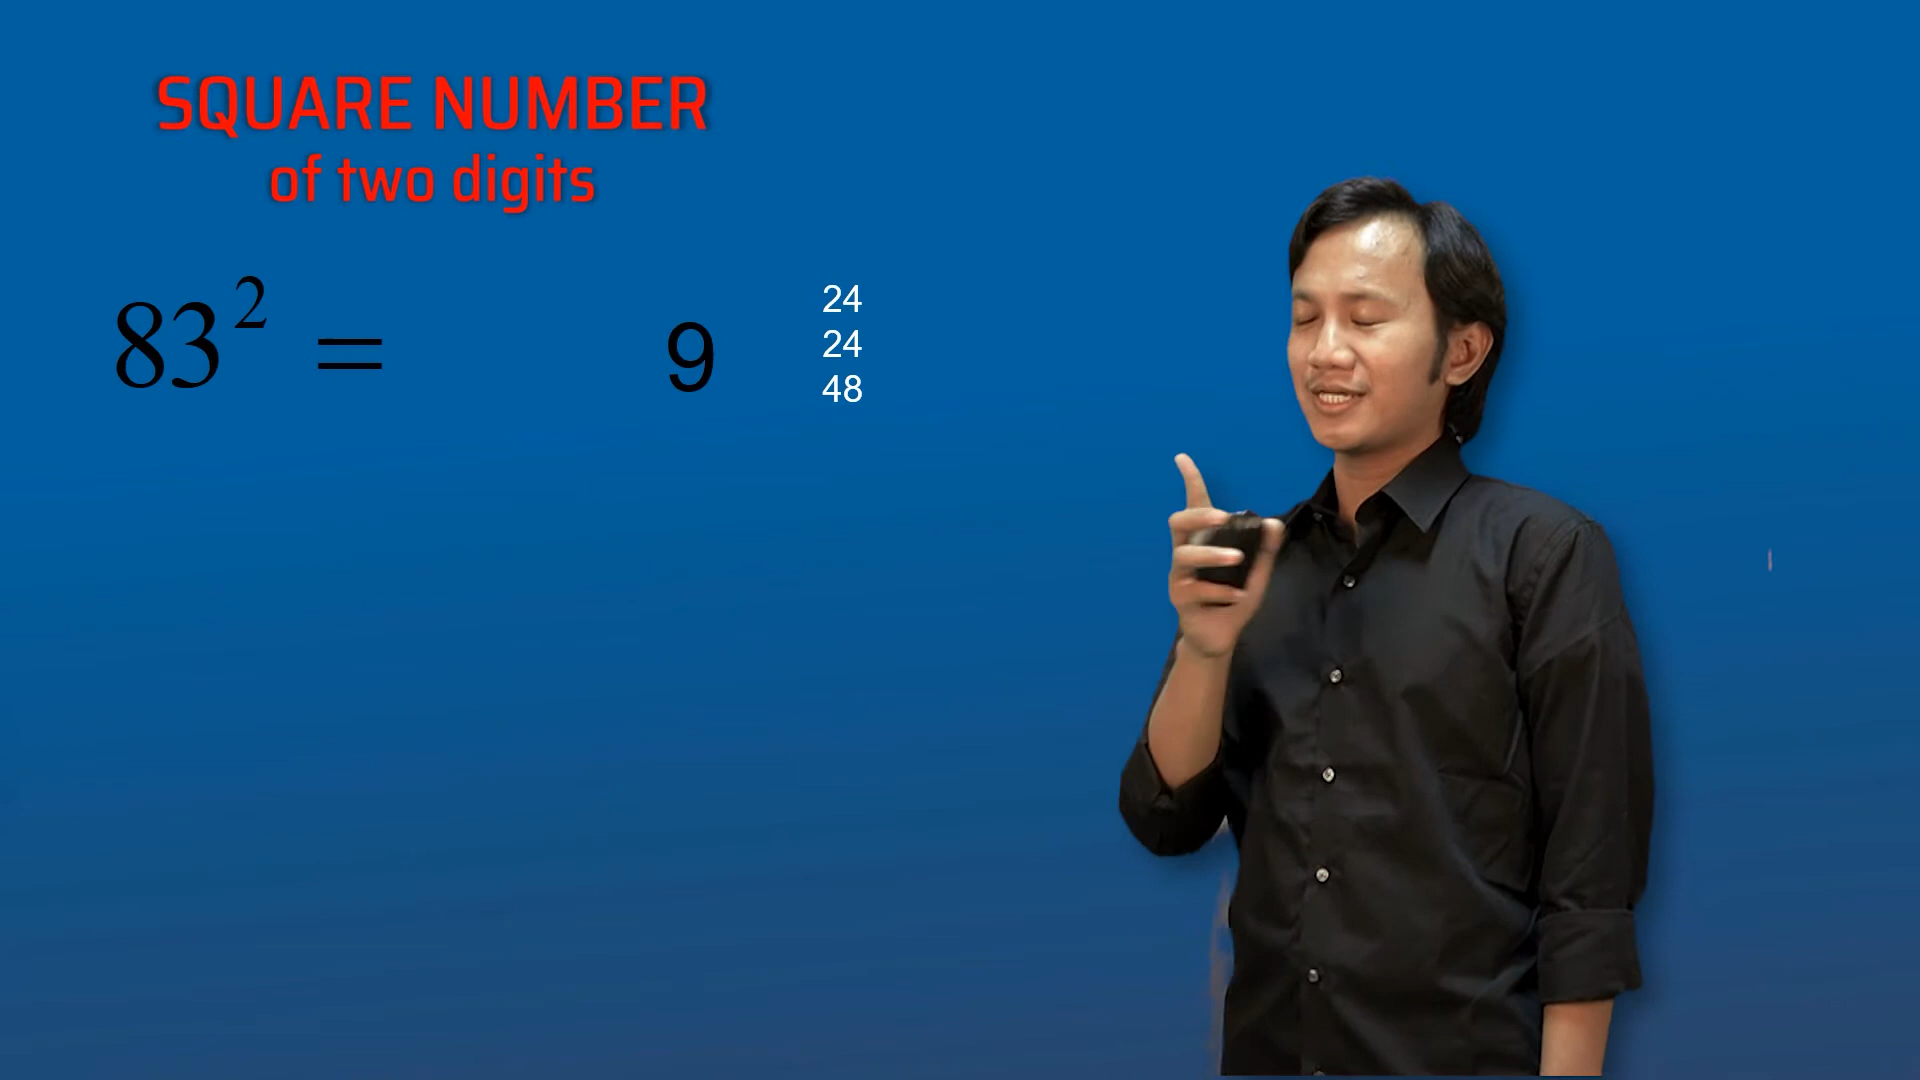 SQUARE NUMBER
of two digits
83² = 9
24
24
48